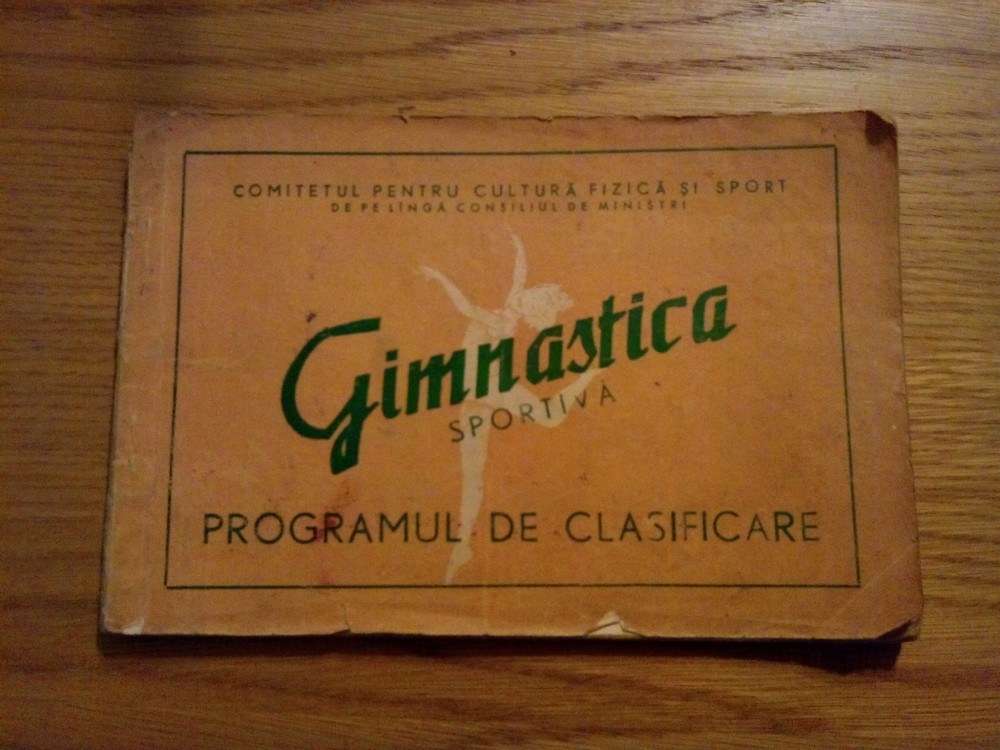 COMITETUL PENTRU CULTURĂ FIZICĂ ȘI SPORT
DE PE LÎNGĂ CONSILIUL DE MINIȘTRI
Gimnastica
SPORTIVĂ
PROGRAMUL DE CLASIFICARE